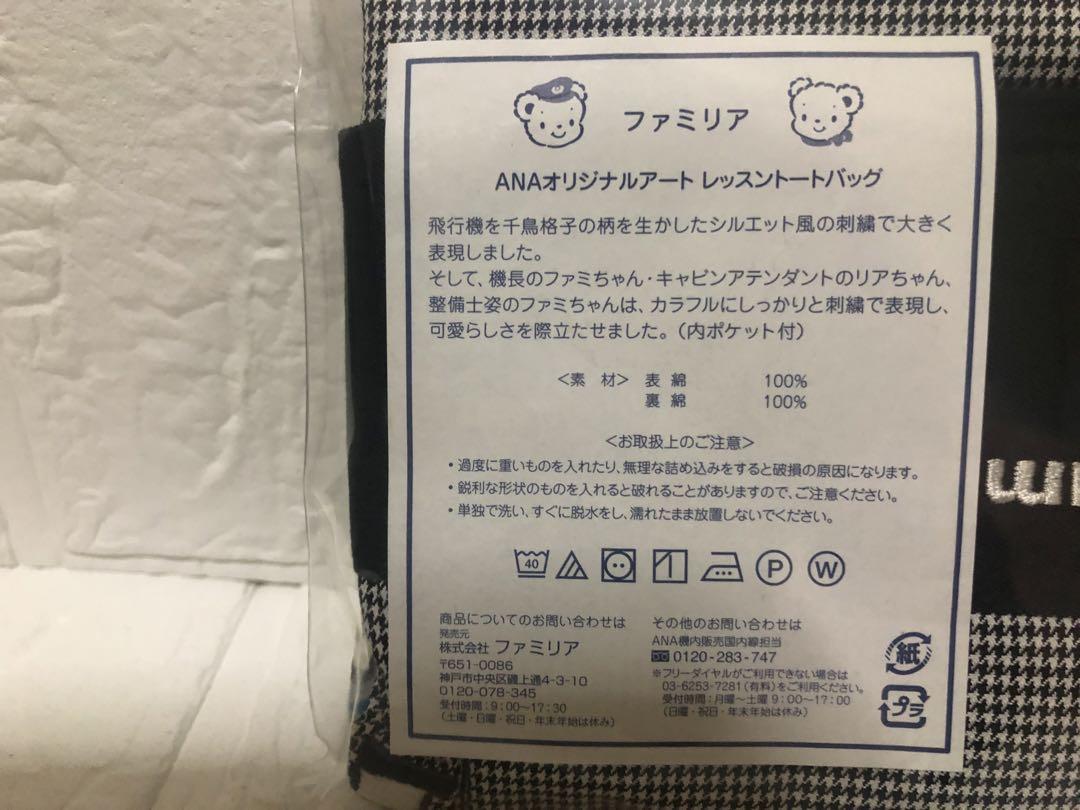 ファミリア
ANAオリジナルアート レッスントートバッグ
飛行機を千鳥格子の柄を生かしたシルエット風の刺繍で大きく
表現しました。
そして、機長のファミちゃん・キャビンアテンダントのリアちゃん、
整備士姿のファミちゃんは、カラフルにしっかりと刺繍で表現し、
可愛らしさを際立たせました。(内ポケット付)
<素 材> 表 綿 100%
裏 綿 100%
<お取扱上のご注意>
・過度に重いものを入れたり、無理な詰め込みをすると破損の原因になります。
・鋭利な形状のものを入れると破れることがありますので、ご注意ください。
・単独で洗い、すぐに脱水をし、濡れたまま放置しないでください。
40 P W
商品についてのお問い合わせは
発売元
株式会社 ファミリア
〒651-0086
神戸市中央区磯上通4-3-10
0120-078-345
受付時間:9:00~17:30
(土曜・日曜・祝日・年末年始は休み)
その他のお問い合わせは
ANA機内販売国内線担当
0120-283-747
※フリーダイヤルがご利用できない場合は
03-6253-7281(有料)をご利用ください。
受付時間:月曜~土曜 9:00~17:00
(日曜・祝日・年末年始は休み)
紙
プラ